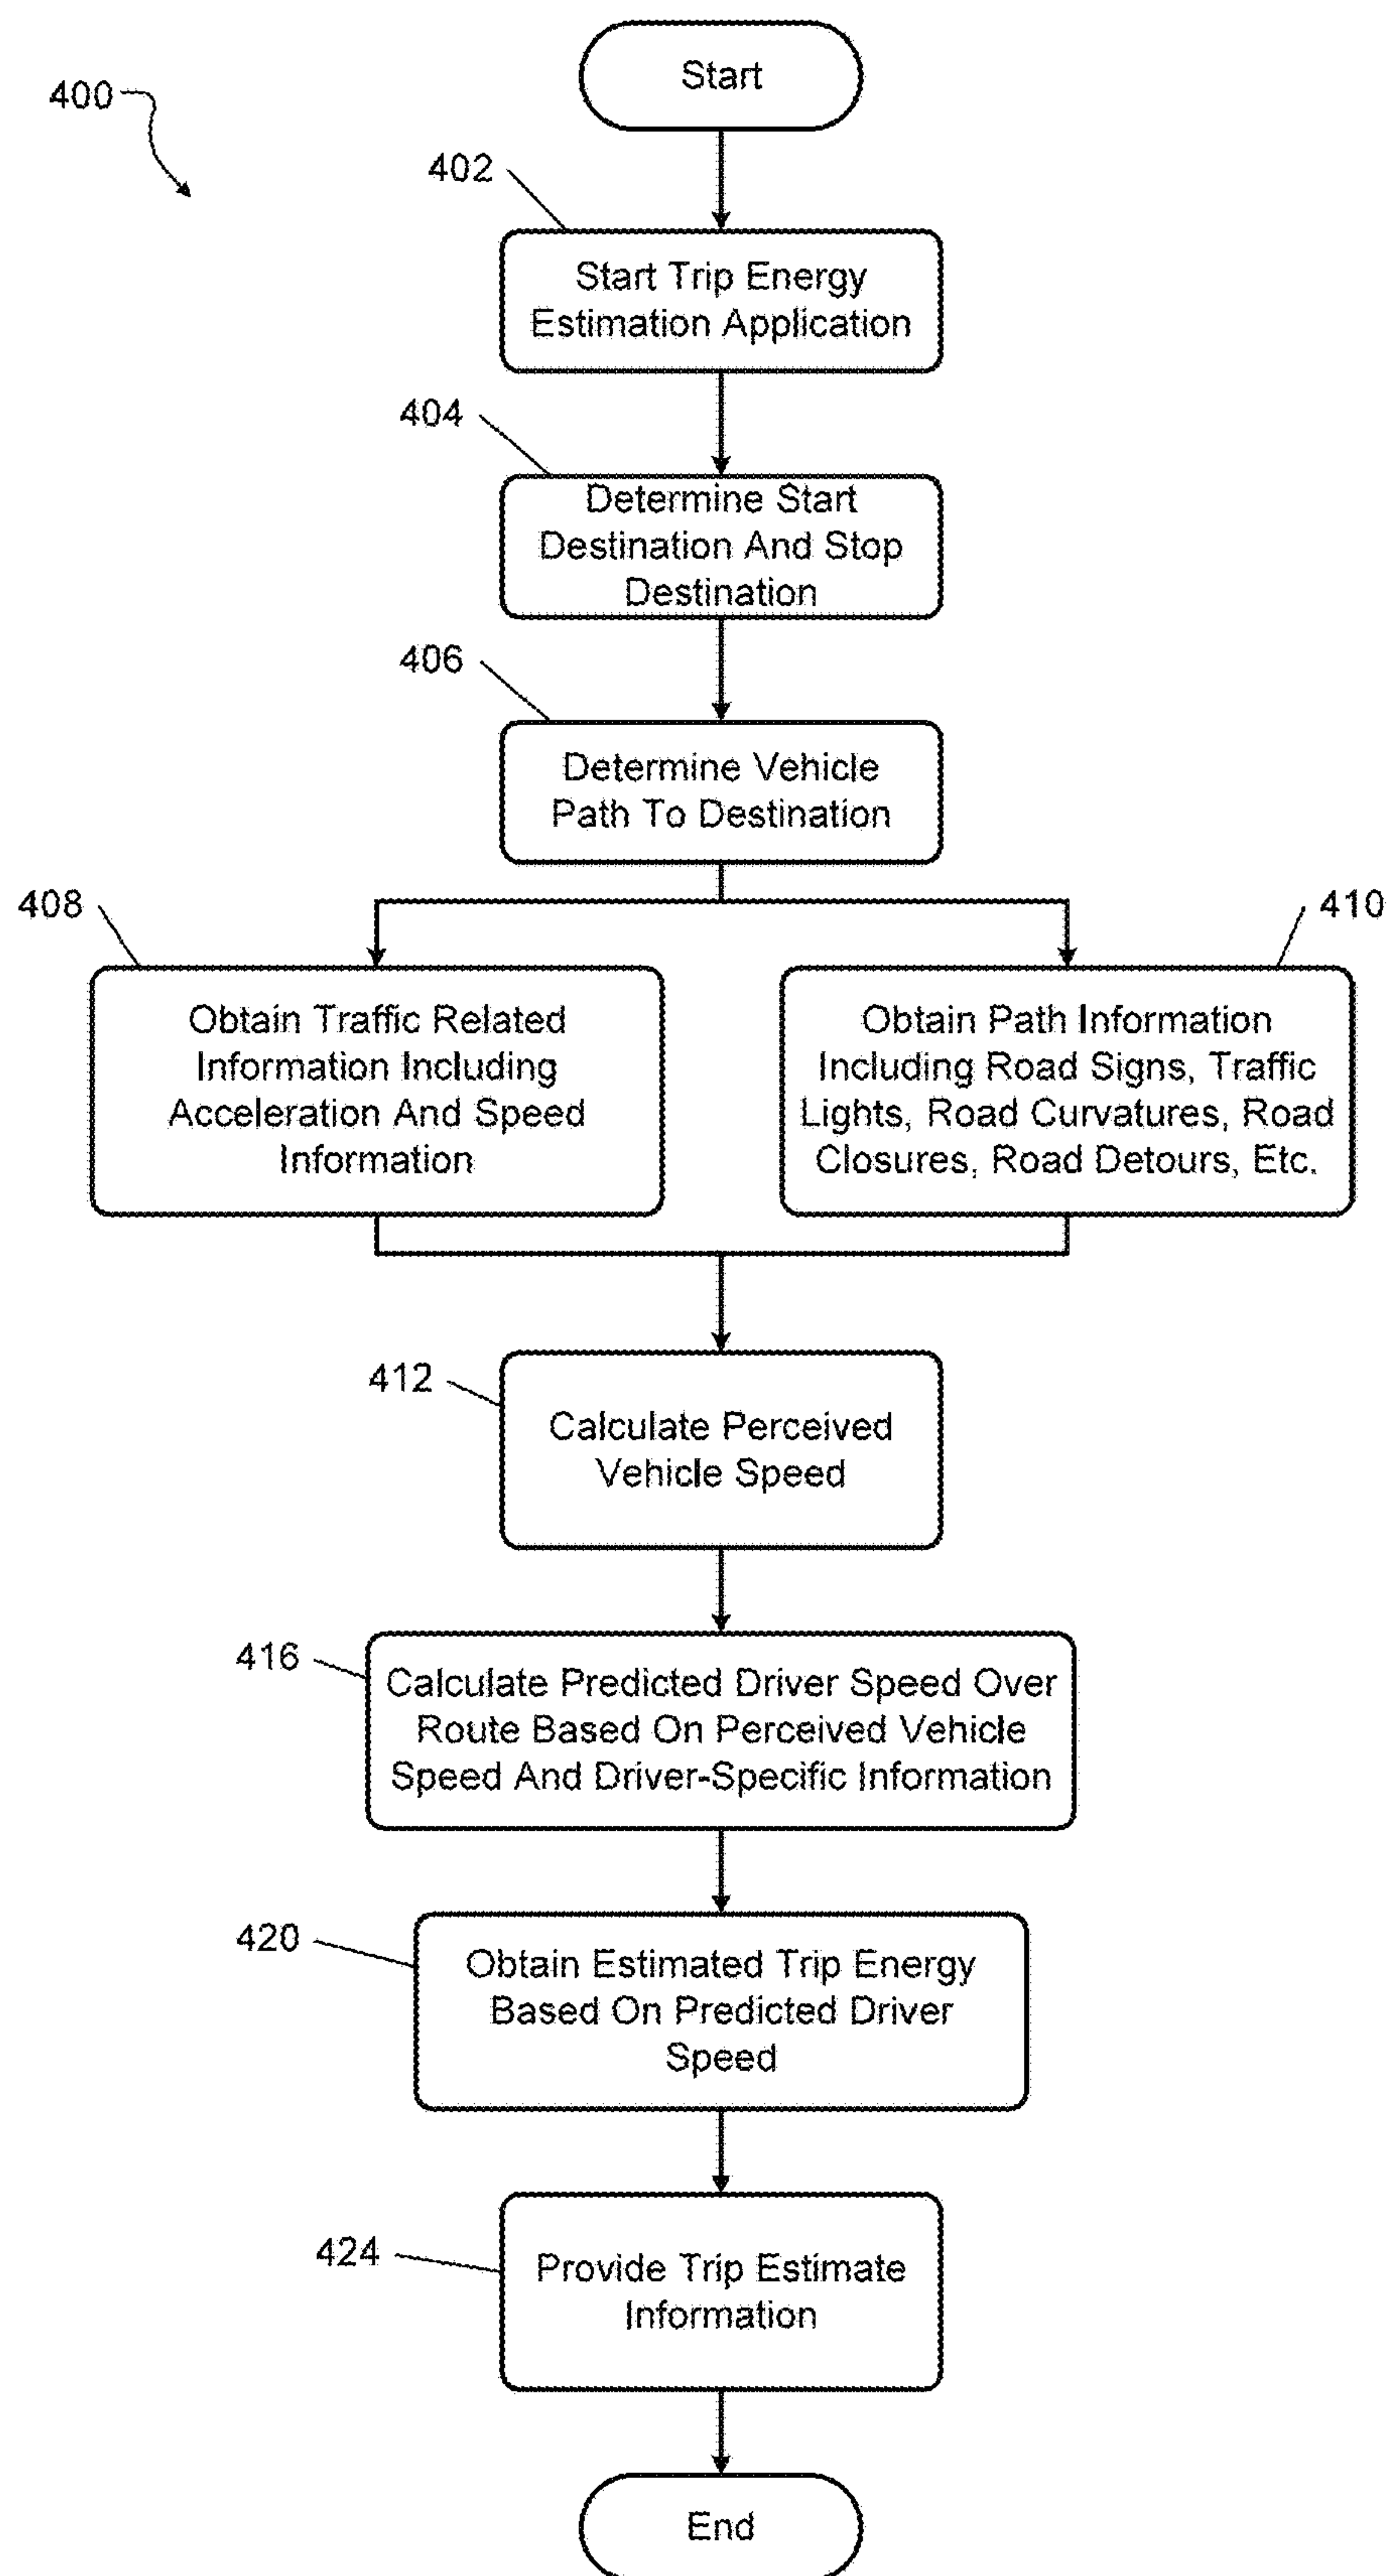 Start
400
402
Start Trip Energy
Estimation Application
404
Determine Start
Destination And Stop
Destination
406
Determine Vehicle
Path To Destination
408
Obtain Traffic Related
Information Including
Acceleration And Speed
Information
410
Obtain Path Information
Including Road Signs, Traffic
Lights, Road Curvatures, Road
Closures, Road Detours, Etc.
412
Calculate Perceived
Vehicle Speed
416
Calculate Predicted Driver Speed Over
Route Based On Perceived Vehicle
Speed And Driver-Specific Information
420
Obtain Estimated Trip Energy
Based On Predicted Driver
Speed
424
Provide Trip Estimate
Information
End